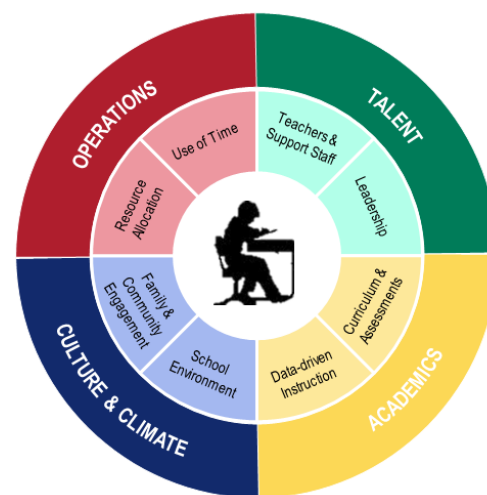 OPERATIONS
TALENT
Use of Time
Teachers &
Support Staff
Resource
Allocation
Leadership
Family &
Community
Engagement
Curriculum &
Assessments
School
Environment
Data-driven
Instruction
CULTURE & CLIMATE
ACADEMICS